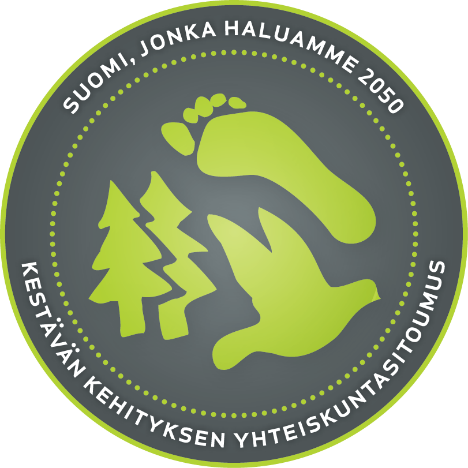 SUOMI, JONKA HALUAMME 2050
KESTÄVÄN KEHITYKSEN YHTEISKUNTASITOUMUS